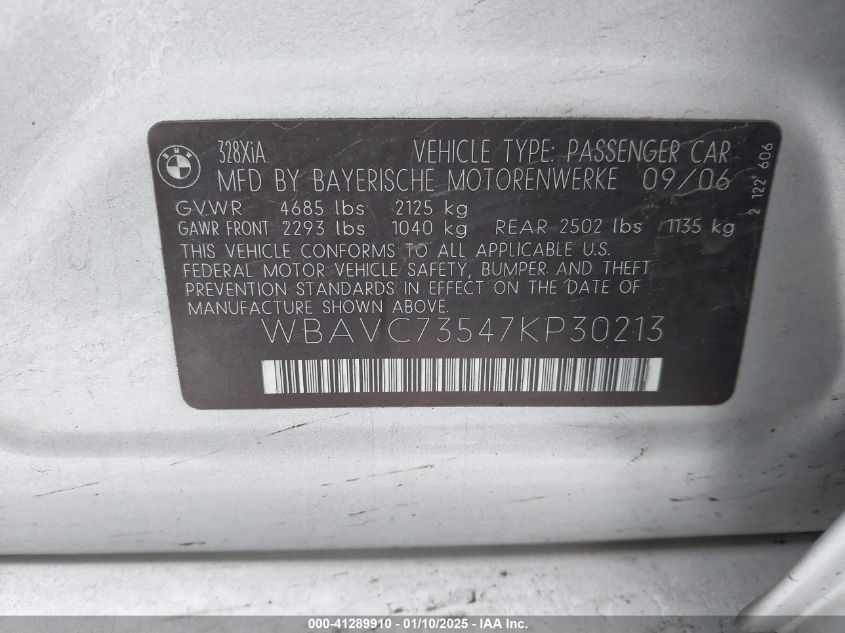 BMW
328XiA VEHICLE TYPE: PASSENGER CAR
MFD BY BAYERISCHE MOTORENWERKE 09/06
GVWR 4685 lbs 2125 kg
GAWR FRONT 2293 lbs 1040 kg REAR 2502 lbs 1135 kg
THIS VEHICLE CONFORMS TO ALL APPLICABLE U.S.
FEDERAL MOTOR VEHICLE SAFETY, BUMPER AND THEFT
PREVENTION STANDARDS IN EFFECT ON THE DATE OF
MANUFACTURE SHOWN ABOVE.
WBAVC73547KP30213
2 122 606
000-41289910 - 01/10/2025 - IAA Inc.